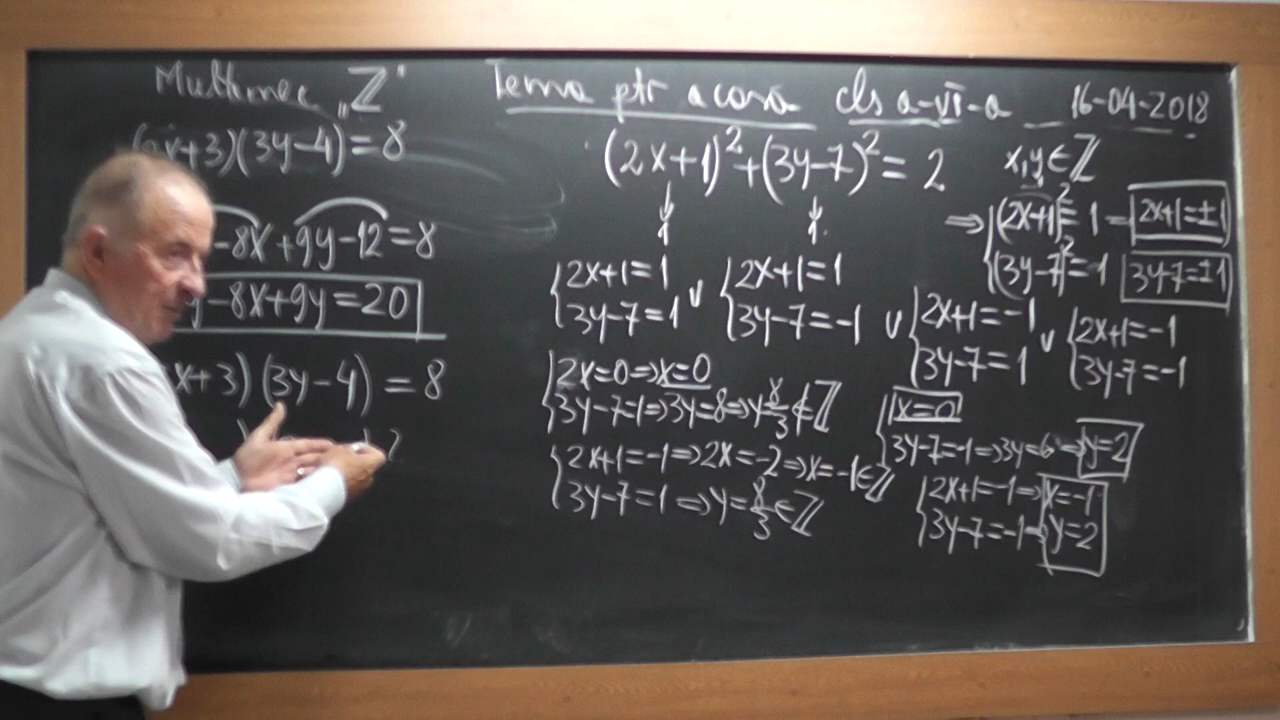 Multimec „Z"
x+3)(3y-4)=8
-8x+9y-12=8
y-8x+9y=20
x+3)(3y-4)=8
Tema ptr acasă cls a-VI-a 16-04-2018
(2x+1)²+(3y-7)²=2 x,y∈ℤ
⇒ (2x+1)²=1 ⇒ 2x+1=±1
(3y-7)²=1 3y-7=±1
{2x+1=1 ∨ {2x+1=1 ∨ {2x+1=-1 ∨ {2x+1=-1
3y-7=1 3y-7=-1 3y-7=1 3y-7=-1
{2x=0⇒x=0
3y-7=1⇒3y=8⇒y=8/3∉ℤ
{2x+1=-1⇒2x=-2⇒x=-1∈ℤ
3y-7=1⇒y=8/3∈ℤ
{x=0
3y-7=-1⇒3y=6⇒y=2
{2x+1=-1⇒x=-1
3y-7=-1⇒y=2